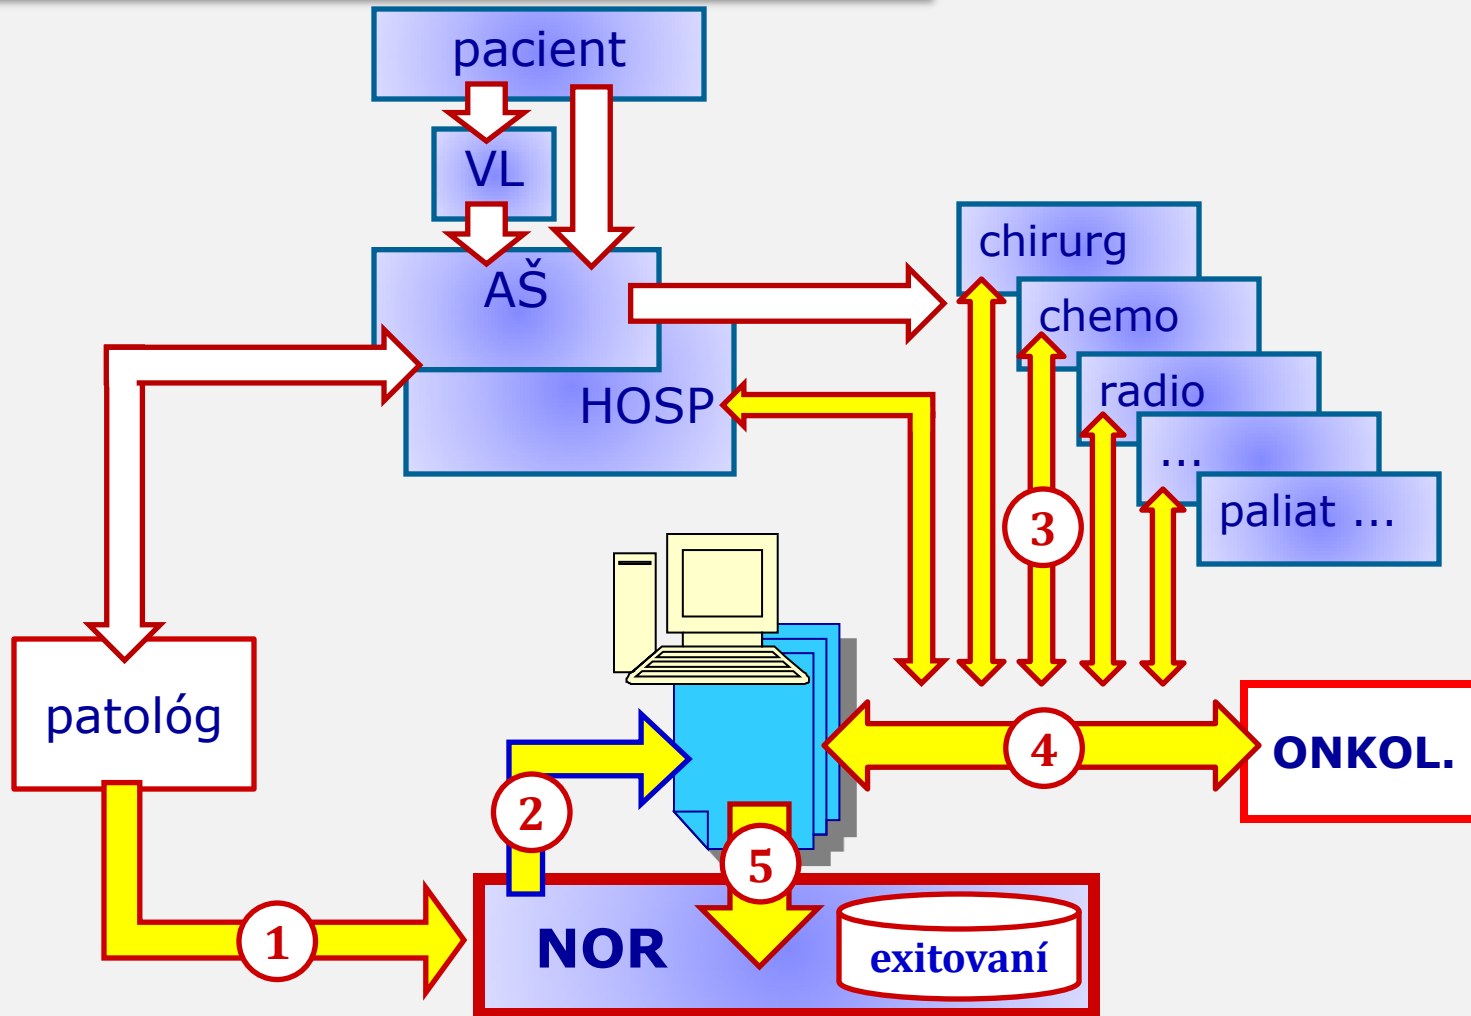 pacient
VL
AŠ
HOSP
chirurg
chemo
radio
...
paliat ...
3
patológ
4
ONKOL.
2
5
1
NOR
exitovaní